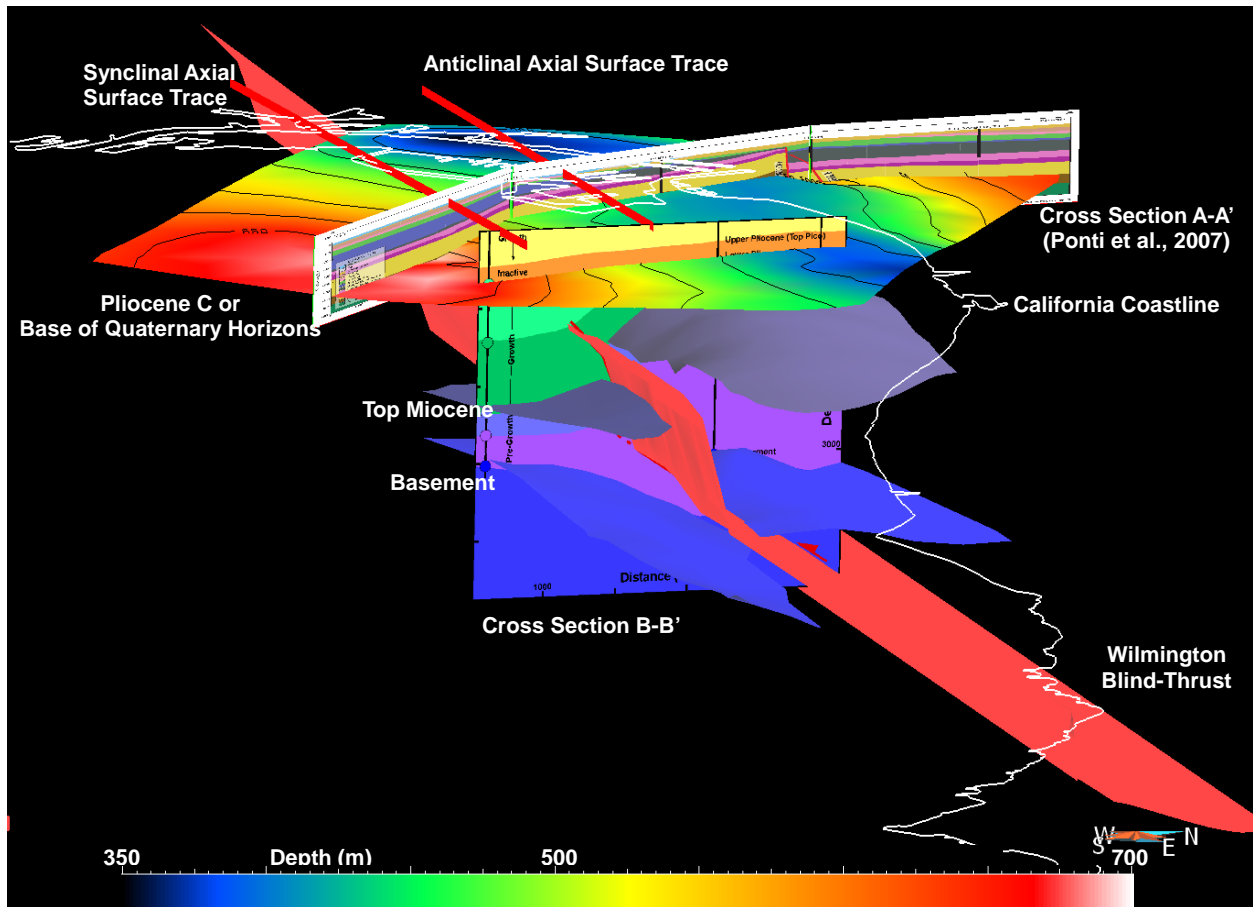 Synclinal Axial
Surface Trace
Anticlinal Axial Surface Trace
Cross Section A-A’
(Ponti et al., 2007)
Pliocene C or
Base of Quaternary Horizons
Upper Pliocene (Top Pico)
Inactive
California Coastline
Growth
Top Miocene
Pre-Growth
3000
Basement
1000
Distance (
Cross Section B-B’
Wilmington
Blind-Thrust
W N
S E
350 Depth (m) 500 700